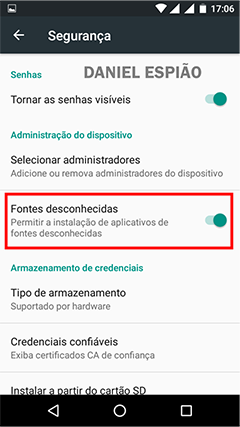 17:06
Segurança
Senhas
DANIEL ESPIÃO
Tornar as senhas visíveis
Administração do dispositivo
Selecionar administradores
Adicione ou remova administradores do dispositivo
Fontes desconhecidas
Permitir a instalação de aplicativos de
fontes desconhecidas
Armazenamento de credenciais
Tipo de armazenamento
Suportado por hardware
Credenciais confiáveis
Exiba certificados CA de confiança
Instalar a partir do cartão SD